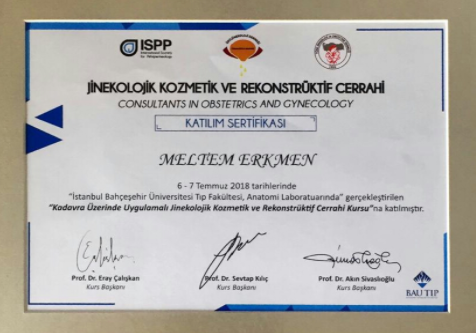 ISPP
JİNEKOLOJİK KOZMETİK VE REKONSTRÜKTİF CERRAHİ
CONSULTANTS IN OBSTETRICS AND GYNECOLOGY
KATILIM SERTİFİKASI
MELTEM ERKMEN
6 - 7 Temmuz 2018 tarihlerinde
"İstanbul Bahçeşehir Üniversitesi Tıp Fakültesi, Anatomi Laboratuarında" gerçekleştirilen
"Kadavra Üzerinde Uygulamalı Jinekolojik Kozmetik ve Rekonstrüktif Cerrahi Kursu"na katılmıştır.
Prof. Dr. Eray Çalışkan
Kurs Başkanı
Prof. Dr. Sevtap Kılıç
Kurs Başkanı
Prof. Dr. Akın Sivaslıoğlu
Kurs Başkanı
BAU TIP